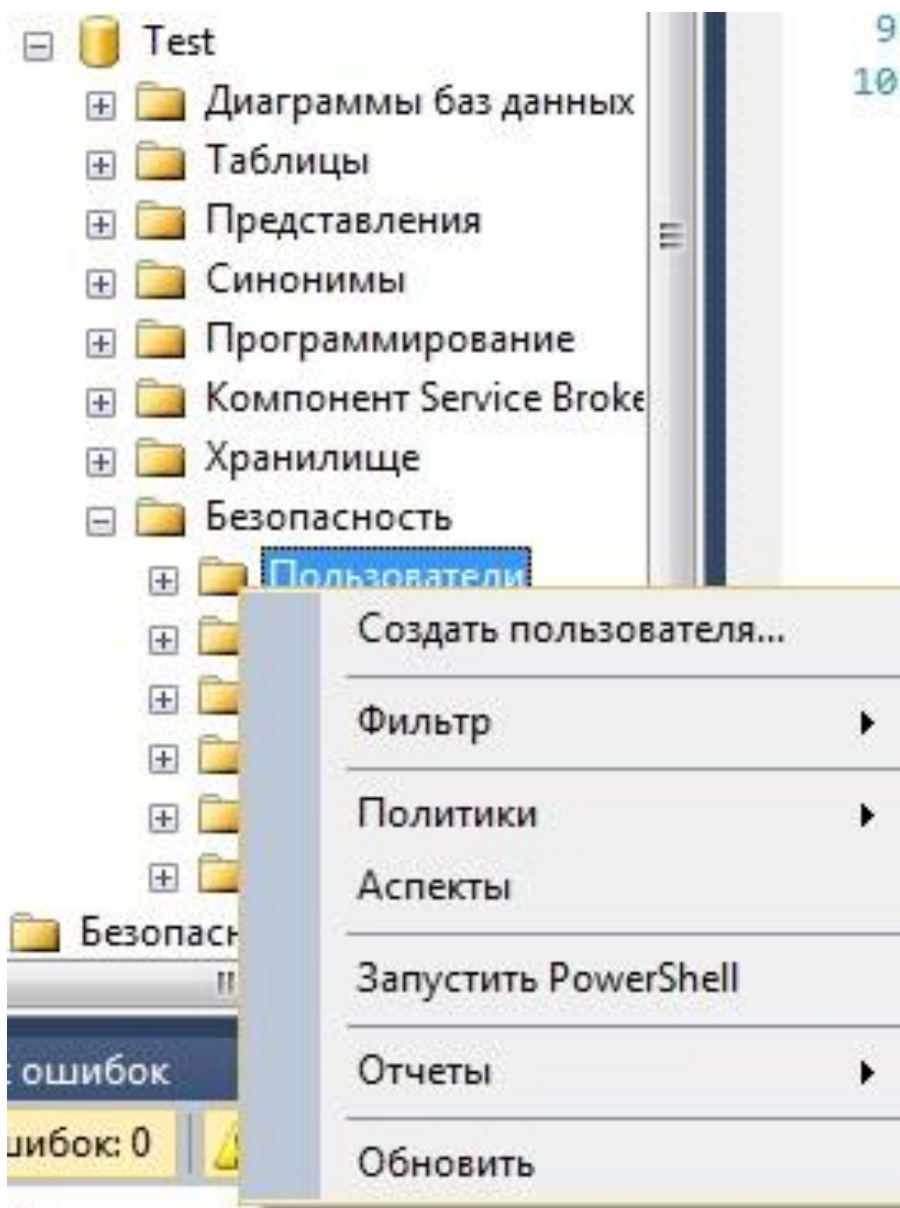 Test
9
Диаграммы баз данных
10
Таблицы
Представления
Синонимы
Программирование
Компонент Service Broke
Хранилище
Безопасность
Пользователи
Создать пользователя...
Фильтр
Политики
Аспекты
Безопасн
Запустить PowerShell
ошибок
Отчеты
шибок: 0
Обновить